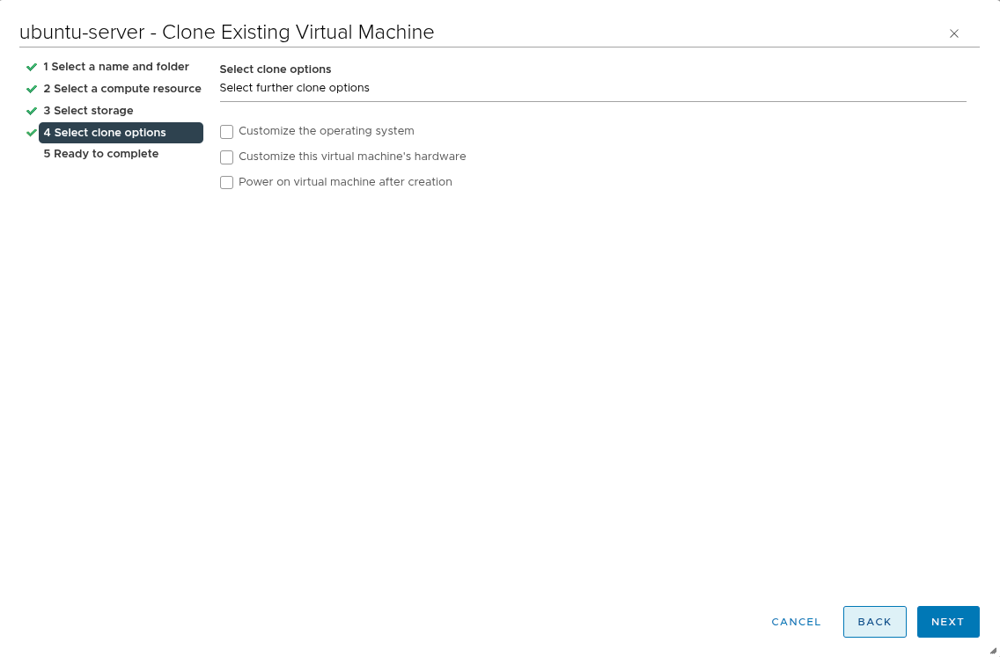 ubuntu-server - Clone Existing Virtual Machine
1 Select a name and folder
2 Select a compute resource
3 Select storage
4 Select clone options
5 Ready to complete
Select clone options
Select further clone options
Customize the operating system
Customize this virtual machine's hardware
Power on virtual machine after creation
CANCEL
BACK
NEXT